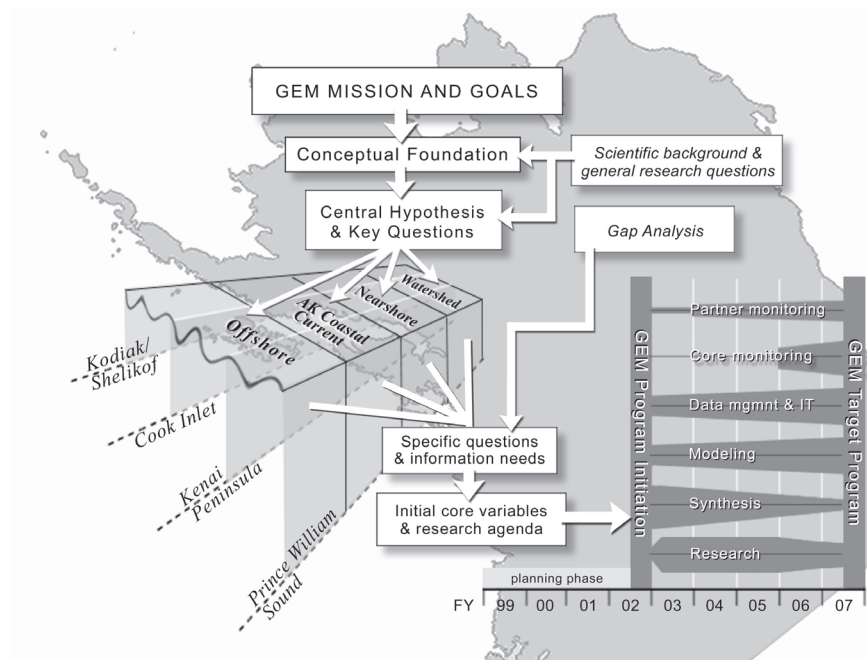 GEM MISSION AND GOALS
Conceptual Foundation
Scientific background &
general research questions
Central Hypothesis
& Key Questions
Gap Analysis
Watershed
Nearshore
AK Coastal
Current
Offshore
Kodiak/
Shelikof
Cook Inlet
Kenai
Peninsula
Prince William
Sound
Specific questions
& information needs
Initial core variables
& research agenda
GEM Program Initiation
Partner monitoring
Core monitoring
Data mgmnt & IT
Modeling
Synthesis
Research
GEM Target Program
planning phase
FY 99 00 01 02 03 04 05 06 07